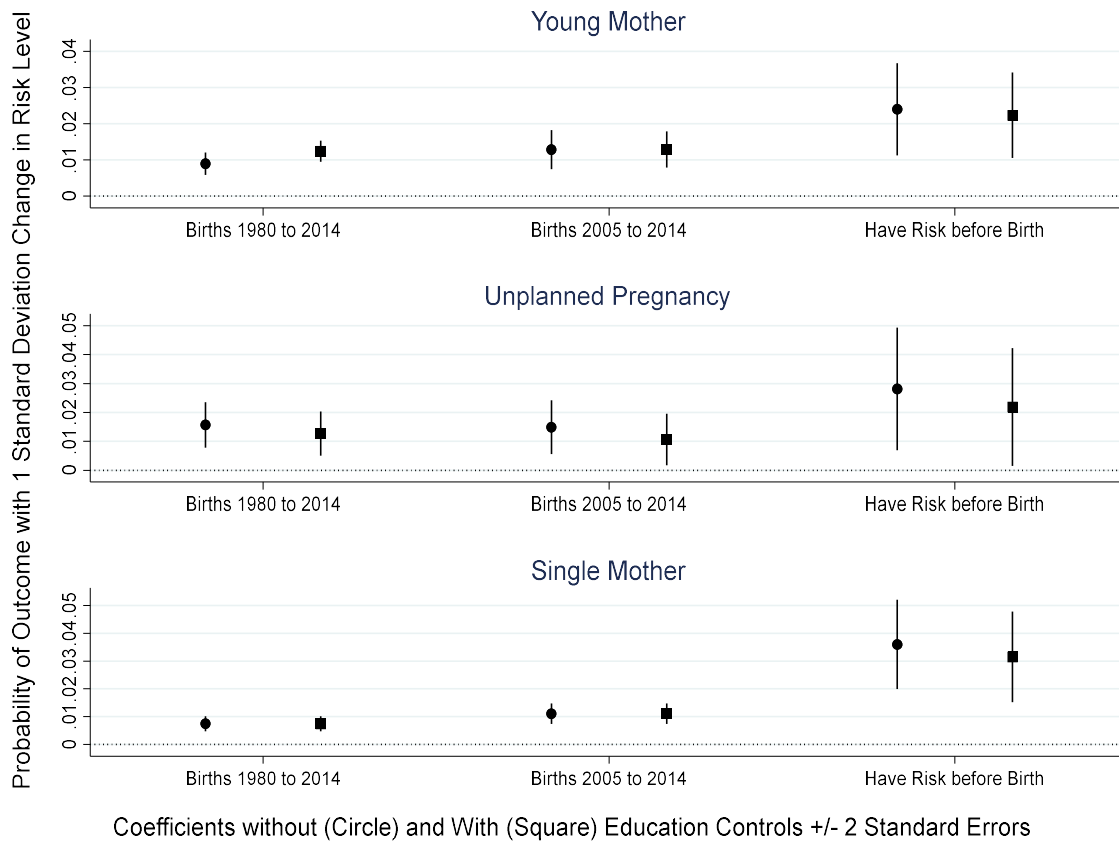 Probability of Outcome with 1 Standard Deviation Change in Risk Level
Young Mother
.04
.03
.02
.01
0
Births 1980 to 2014
Births 2005 to 2014
Have Risk before Birth
Unplanned Pregnancy
.05
.04
.03
.02
.01
0
Births 1980 to 2014
Births 2005 to 2014
Have Risk before Birth
Single Mother
.05
.04
.03
.02
.01
0
Births 1980 to 2014
Births 2005 to 2014
Have Risk before Birth
Coefficients without (Circle) and With (Square) Education Controls +/- 2 Standard Errors